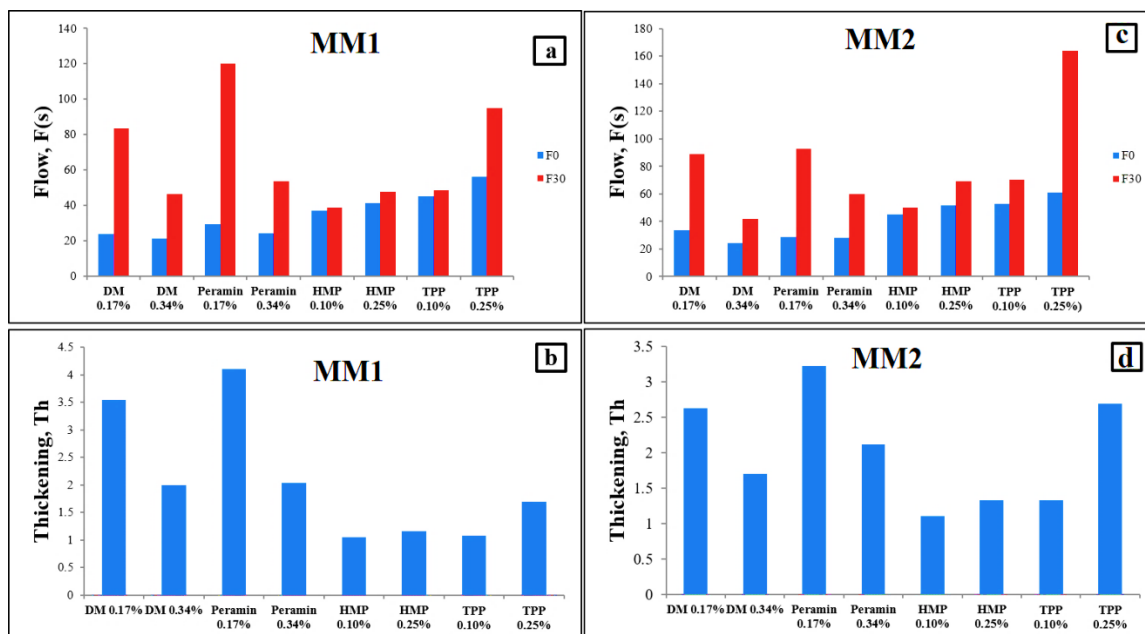 MM1
a
Flow, F(s)
140
120
100
80
60
40
20
0
F0
F30
DM 0.17%
DM 0.34%
Peramin 0.17%
Peramin 0.34%
HMP 0.10%
HMP 0.25%
TPP 0.10%
TPP 0.25%
MM2
c
Flow, F(s)
180
160
140
120
100
80
60
40
20
0
F0
F30
DM 0.17%
DM 0.34%
Peramin 0.17%
Peramin 0.34%
HMP 0.10%
HMP 0.25%
TPP 0.10%
TPP 0.25%)
MM1
b
Thickening, Th
4.5
4
3.5
3
2.5
2
1.5
1
0.5
0
DM 0.17%
DM 0.34%
Peramin 0.17%
Peramin 0.34%
HMP 0.10%
HMP 0.25%
TPP 0.10%
TPP 0.25%
MM2
d
Thickening, Th
3.5
3
2.5
2
1.5
1
0.5
0
DM 0.17%
DM 0.34%
Peramin 0.17%
Peramin 0.34%
HMP 0.10%
HMP 0.25%
TPP 0.10%
TPP 0.25%